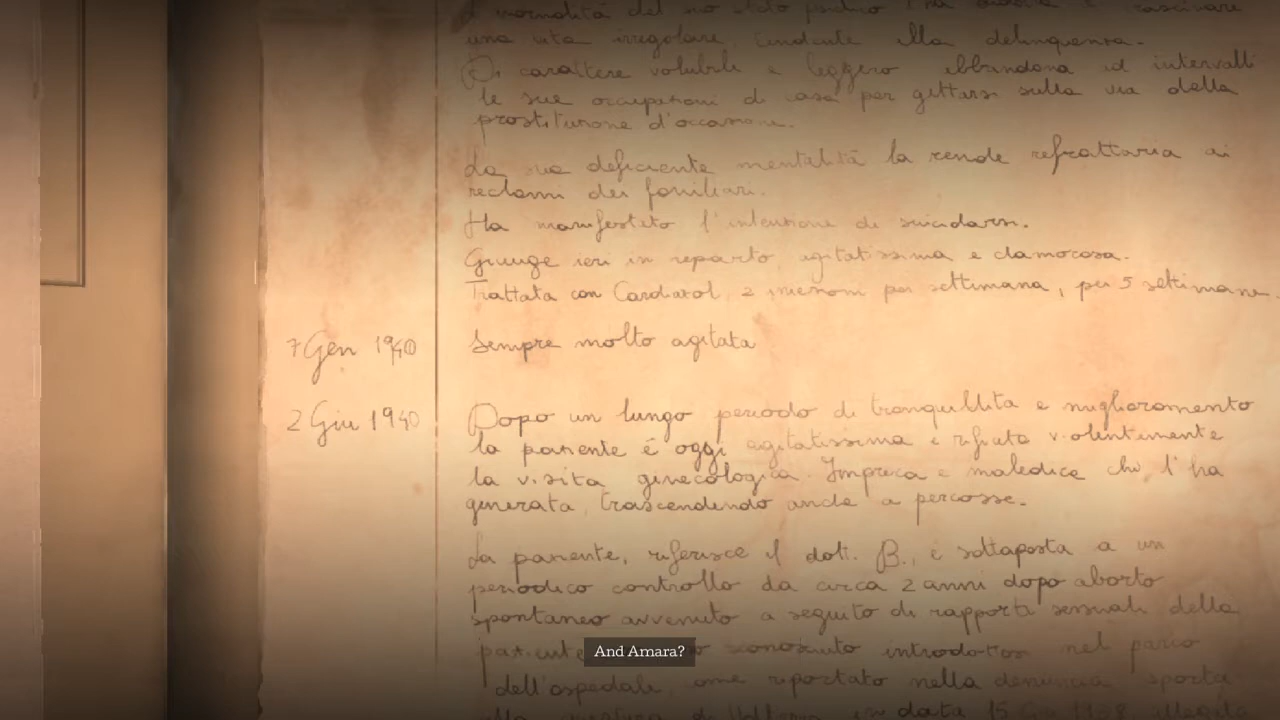 una vita irregolare, tendente alla delinquenza.
Di carattere volubile e leggero abbandona ad intervalli
le sue occupazioni di casa per gettarsi sulla via della
prostituzione d'occasione.
La sua deficiente mentalità la rende refrattaria ai
reclami dei familiari.
Ha manifestato l'intenzione di suicidarsi.
Giunge ieri in reparto agitatissima e clamorosa.
Trattata con Cardiazol, 2 iniezioni per settimana, per 5 settimane.
7 Gen 1940 Sempre molto agitata
2 Giu 1940 Dopo un lungo periodo di tranquillità e miglioramento
la paziente é oggi agitatissima e rifiuta violentemente
la visita ginecologica. Impreca e maledice chi l'ha
generata, trascendendo anche a percosse.
La paziente, riferisce il dott. B., è sottoposta a un
periodico controllo da circa 2 anni dopo aborto
spontaneo avvenuto a seguito di rapporti sessuali della
paziente sconosciuto introdottosi nel parco
dell'ospedale, come riportato nella denuncia sporta
And Amara?